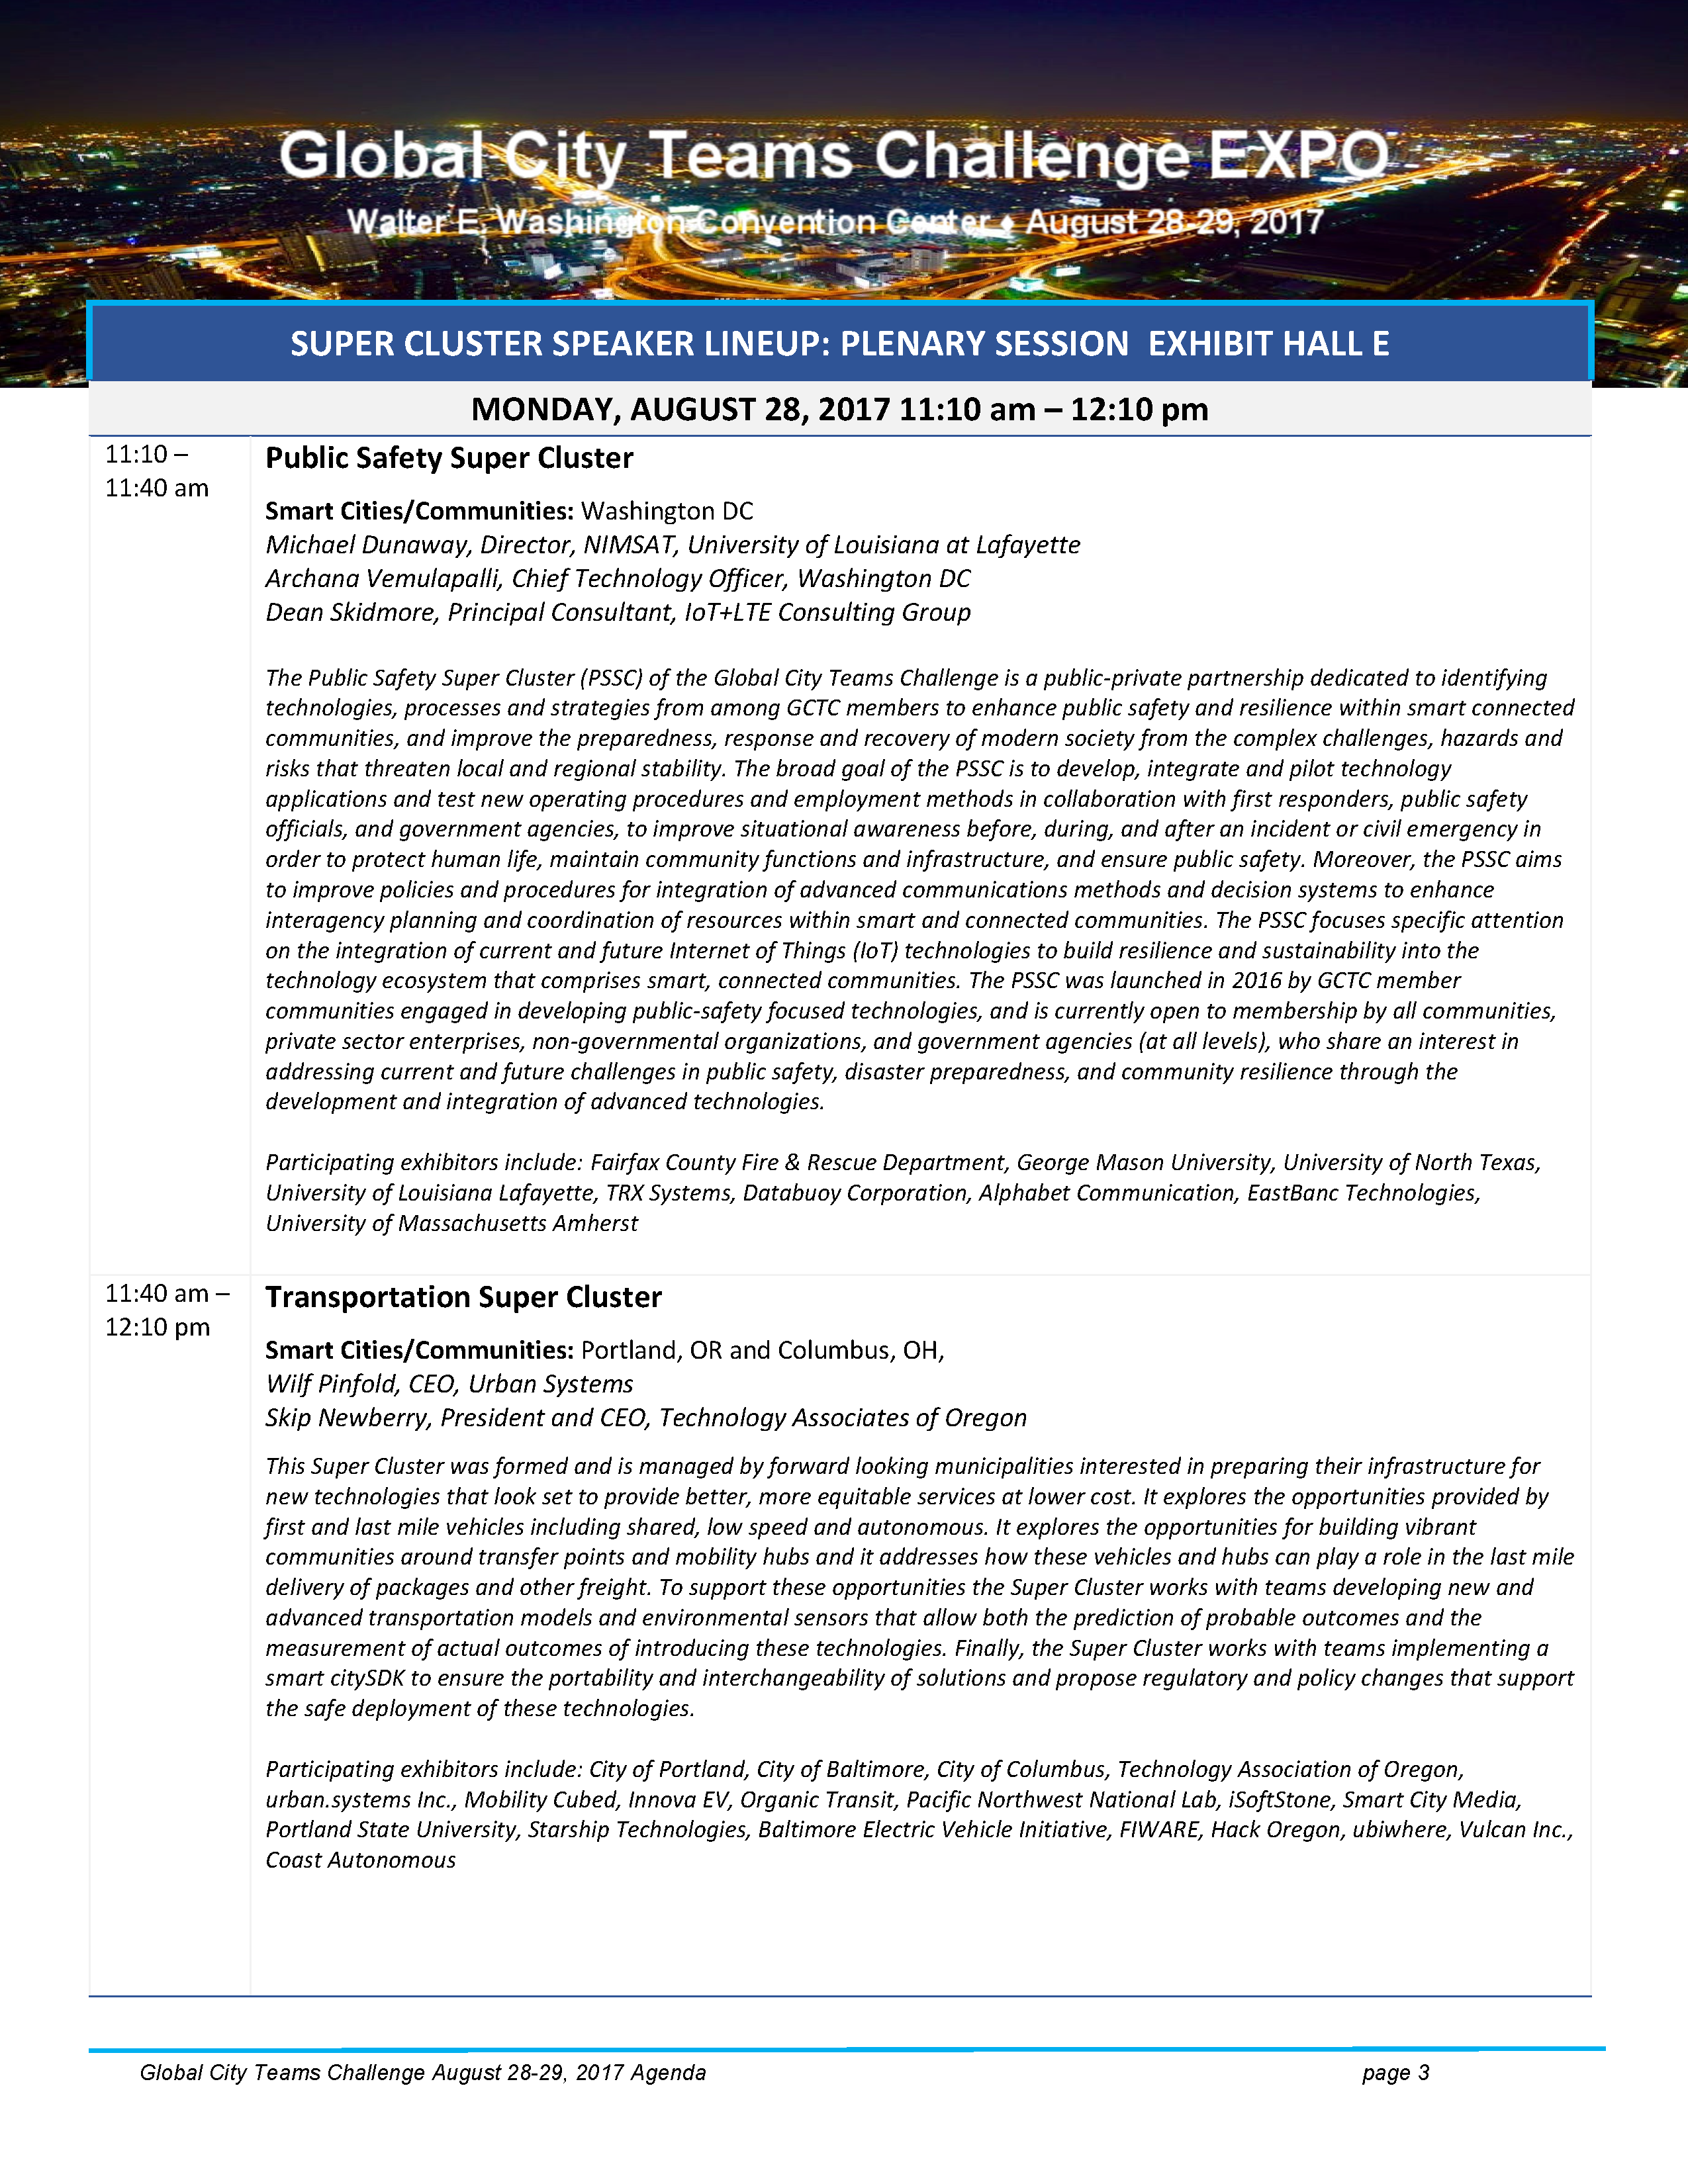 Global City Teams Challenge EXPO
Walter E. Washington Convention Center ♦ August 28-29, 2017
SUPER CLUSTER SPEAKER LINEUP: PLENARY SESSION EXHIBIT HALL E
MONDAY, AUGUST 28, 2017 11:10 am – 12:10 pm
11:10 –
11:40 am
Public Safety Super Cluster
Smart Cities/Communities: Washington DC
Michael Dunaway, Director, NIMSAT, University of Louisiana at Lafayette
Archana Vemulapalli, Chief Technology Officer, Washington DC
Dean Skidmore, Principal Consultant, IoT+LTE Consulting Group
The Public Safety Super Cluster (PSSC) of the Global City Teams Challenge is a public-private partnership dedicated to identifying
technologies, processes and strategies from among GCTC members to enhance public safety and resilience within smart connected
communities, and improve the preparedness, response and recovery of modern society from the complex challenges, hazards and
risks that threaten local and regional stability. The broad goal of the PSSC is to develop, integrate and pilot technology
applications and test new operating procedures and employment methods in collaboration with first responders, public safety
officials, and government agencies, to improve situational awareness before, during, and after an incident or civil emergency in
order to protect human life, maintain community functions and infrastructure, and ensure public safety. Moreover, the PSSC aims
to improve policies and procedures for integration of advanced communications methods and decision systems to enhance
interagency planning and coordination of resources within smart and connected communities. The PSSC focuses specific attention
on the integration of current and future Internet of Things (IoT) technologies to build resilience and sustainability into the
technology ecosystem that comprises smart, connected communities. The PSSC was launched in 2016 by GCTC member
communities engaged in developing public-safety focused technologies, and is currently open to membership by all communities,
private sector enterprises, non-governmental organizations, and government agencies (at all levels), who share an interest in
addressing current and future challenges in public safety, disaster preparedness, and community resilience through the
development and integration of advanced technologies.
Participating exhibitors include: Fairfax County Fire & Rescue Department, George Mason University, University of North Texas,
University of Louisiana Lafayette, TRX Systems, Databuoy Corporation, Alphabet Communication, EastBanc Technologies,
University of Massachusetts Amherst
11:40 am –
12:10 pm
Transportation Super Cluster
Smart Cities/Communities: Portland, OR and Columbus, OH,
Wilf Pinfold, CEO, Urban Systems
Skip Newberry, President and CEO, Technology Associates of Oregon
This Super Cluster was formed and is managed by forward looking municipalities interested in preparing their infrastructure for
new technologies that look set to provide better, more equitable services at lower cost. It explores the opportunities provided by
first and last mile vehicles including shared, low speed and autonomous. It explores the opportunities for building vibrant
communities around transfer points and mobility hubs and it addresses how these vehicles and hubs can play a role in the last mile
delivery of packages and other freight. To support these opportunities the Super Cluster works with teams developing new and
advanced transportation models and environmental sensors that allow both the prediction of probable outcomes and the
measurement of actual outcomes of introducing these technologies. Finally, the Super Cluster works with teams implementing a
smart citySDK to ensure the portability and interchangeability of solutions and propose regulatory and policy changes that support
the safe deployment of these technologies.
Participating exhibitors include: City of Portland, City of Baltimore, City of Columbus, Technology Association of Oregon,
urban.systems Inc., Mobility Cubed, Innova EV, Organic Transit, Pacific Northwest National Lab, iSoftStone, Smart City Media,
Portland State University, Starship Technologies, Baltimore Electric Vehicle Initiative, FIWARE, Hack Oregon, ubiwhere, Vulcan Inc.,
Coast Autonomous
Global City Teams Challenge August 28-29, 2017 Agenda page 3